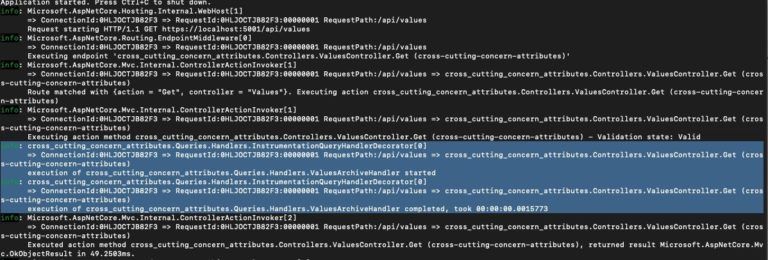 Application started. Press Ctrl+C to shut down.
info: Microsoft.AspNetCore.Hosting.Internal.WebHost[1]
=> ConnectionId:0HLJOCTJB82F3 => RequestId:0HLJOCTJB82F3:00000001 RequestPath:/api/values
Request starting HTTP/1.1 GET https://localhost:5001/api/values
info: Microsoft.AspNetCore.Routing.EndpointMiddleware[0]
=> ConnectionId:0HLJOCTJB82F3 => RequestId:0HLJOCTJB82F3:00000001 RequestPath:/api/values
Executing endpoint 'cross_cutting_concern_attributes.Controllers.ValuesController.Get (cross-cutting-concern-attributes)'
info: Microsoft.AspNetCore.Mvc.Internal.ControllerActionInvoker[1]
=> ConnectionId:0HLJOCTJB82F3 => RequestId:0HLJOCTJB82F3:00000001 RequestPath:/api/values => cross_cutting_concern_attributes.Controllers.ValuesController.Get (cro
ss-cutting-concern-attributes)
Route matched with {action = "Get", controller = "Values"}. Executing action cross_cutting_concern_attributes.Controllers.ValuesController.Get (cross-cutting-concer
n-attributes)
info: Microsoft.AspNetCore.Mvc.Internal.ControllerActionInvoker[1]
=> ConnectionId:0HLJOCTJB82F3 => RequestId:0HLJOCTJB82F3:00000001 RequestPath:/api/values => cross_cutting_concern_attributes.Controllers.ValuesController.Get (cro
ss-cutting-concern-attributes)
Executing action method cross_cutting_concern_attributes.Controllers.ValuesController.Get (cross-cutting-concern-attributes) - Validation state: Valid
info: cross_cutting_concern_attributes.Queries.Handlers.InstrumentationQueryHandlerDecorator[0]
=> ConnectionId:0HLJOCTJB82F3 => RequestId:0HLJOCTJB82F3:00000001 RequestPath:/api/values => cross_cutting_concern_attributes.Controllers.ValuesController.Get (cro
ss-cutting-concern-attributes)
execution of cross_cutting_concern_attributes.Queries.Handlers.ValuesArchiveHandler started
info: cross_cutting_concern_attributes.Queries.Handlers.InstrumentationQueryHandlerDecorator[0]
=> ConnectionId:0HLJOCTJB82F3 => RequestId:0HLJOCTJB82F3:00000001 RequestPath:/api/values => cross_cutting_concern_attributes.Controllers.ValuesController.Get (cro
ss-cutting-concern-attributes)
execution of cross_cutting_concern_attributes.Queries.Handlers.ValuesArchiveHandler completed, took 00:00:00.0015773
info: Microsoft.AspNetCore.Mvc.Internal.ControllerActionInvoker[2]
=> ConnectionId:0HLJOCTJB82F3 => RequestId:0HLJOCTJB82F3:00000001 RequestPath:/api/values => cross_cutting_concern_attributes.Controllers.ValuesController.Get (cro
ss-cutting-concern-attributes)
Executed action method cross_cutting_concern_attributes.Controllers.ValuesController.Get (cross-cutting-concern-attributes), returned result Microsoft.AspNetCore.Mv
c.OkObjectResult in 49.2503ms.